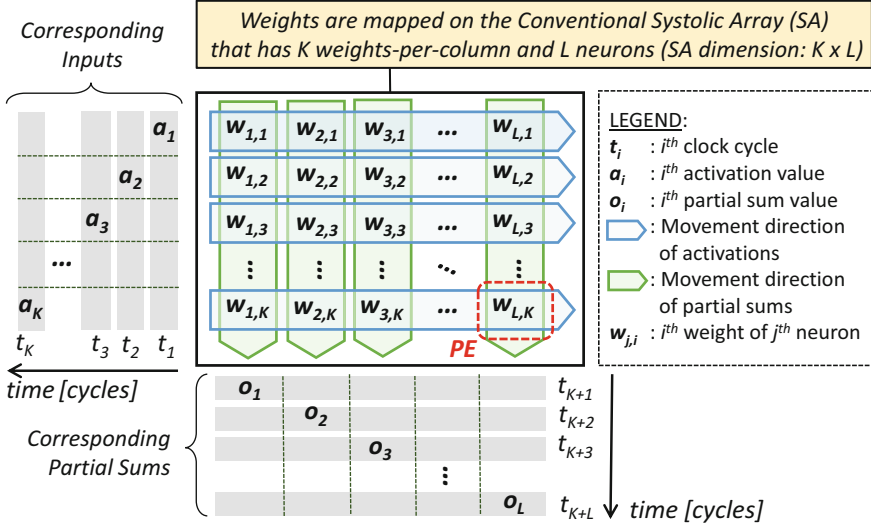 Corresponding
Inputs
Weights are mapped on the Conventional Systolic Array (SA)
that has K weights-per-column and L neurons (SA dimension: K x L)
a1
a2
a3
...
aK
tK t3 t2 t1
time [cycles]
w1,1 w2,1 w3,1 ... wL,1
w1,2 w2,2 w3,2 ... wL,2
w1,3 w2,3 w3,3 ... wL,3
⋮ ⋮ ⋮ ⋱ ⋮
w1,K w2,K w3,K ... wL,K
PE
LEGEND:
ti : ith clock cycle
ai : ith activation value
oi : ith partial sum value
: Movement direction
of activations
: Movement direction
of partial sums
wj,i : ith weight of jth neuron
Corresponding
Partial Sums
o1 tK+1
o2 tK+2
o3 tK+3
⋮
oL tK+L
time [cycles]